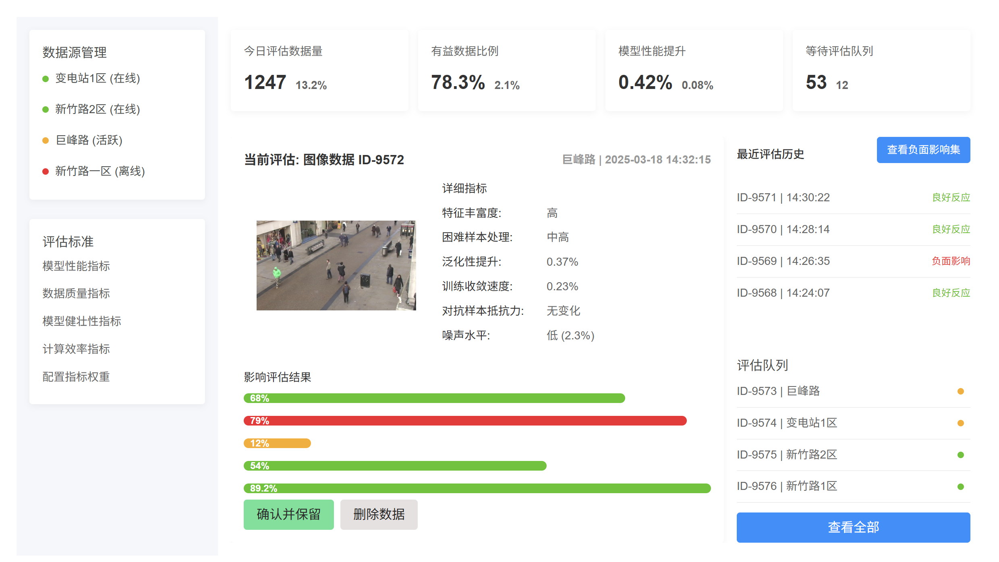 数据源管理
变电站1区 (在线)
新竹路2区 (在线)
巨峰路 (活跃)
新竹路一区 (离线)
评估标准
模型性能指标
数据质量指标
模型健壮性指标
计算效率指标
配置指标权重
今日评估数据量
1247 13.2%
有益数据比例
78.3% 2.1%
模型性能提升
0.42% 0.08%
等待评估队列
53 12
当前评估: 图像数据 ID-9572
巨峰路 | 2025-03-18 14:32:15
详细指标
特征丰富度: 高
困难样本处理: 中高
泛化性提升: 0.37%
训练收敛速度: 0.23%
对抗样本抵抗力: 无变化
噪声水平: 低 (2.3%)
影响评估结果
68%
79%
12%
54%
89.2%
确认并保留
删除数据
最近评估历史
查看负面影响集
ID-9571 | 14:30:22 良好反应
ID-9570 | 14:28:14 良好反应
ID-9569 | 14:26:35 负面影响
ID-9568 | 14:24:07 良好反应
评估队列
ID-9573 | 巨峰路
ID-9574 | 变电站1区
ID-9575 | 新竹路2区
ID-9576 | 新竹路1区
查看全部